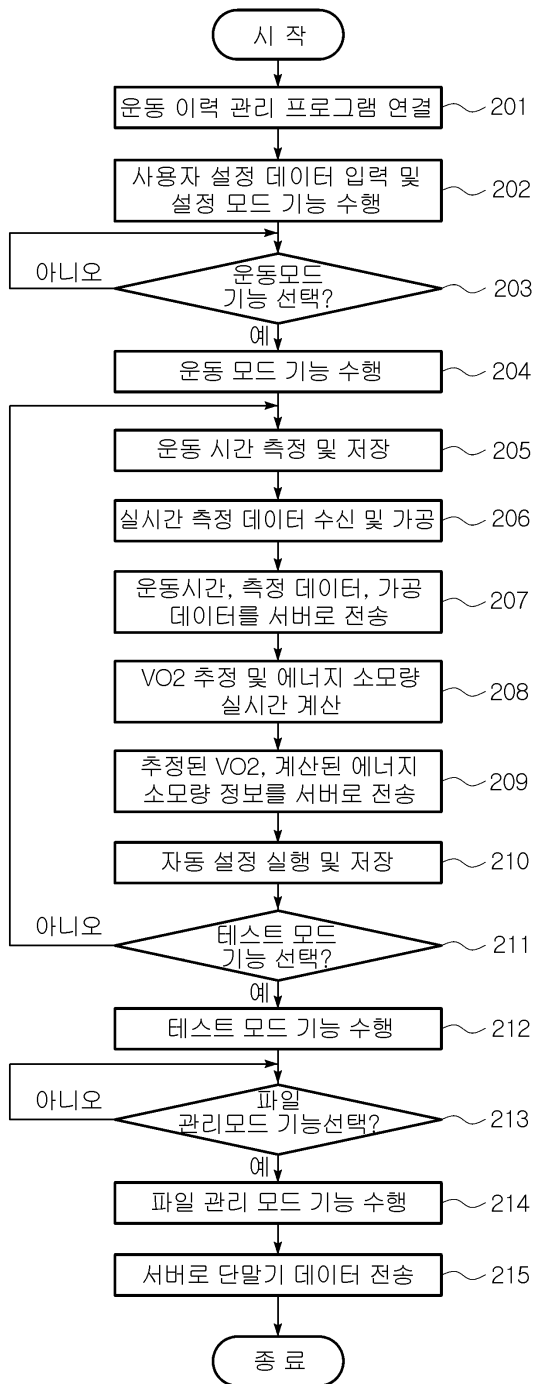 시 작
운동 이력 관리 프로그램 연결
201
사용자 설정 데이터 입력 및
설정 모드 기능 수행
202
아니오
운동모드
기능 선택?
203
예
운동 모드 기능 수행
204
운동 시간 측정 및 저장
205
실시간 측정 데이터 수신 및 가공
206
운동시간, 측정 데이터, 가공
데이터를 서버로 전송
207
VO2 추정 및 에너지 소모량
실시간 계산
208
추정된 VO2, 계산된 에너지
소모량 정보를 서버로 전송
209
자동 설정 실행 및 저장
210
아니오
테스트 모드
기능 선택?
211
예
테스트 모드 기능 수행
212
아니오
파일
관리모드 기능선택?
213
예
파일 관리 모드 기능 수행
214
서버로 단말기 데이터 전송
215
종 료